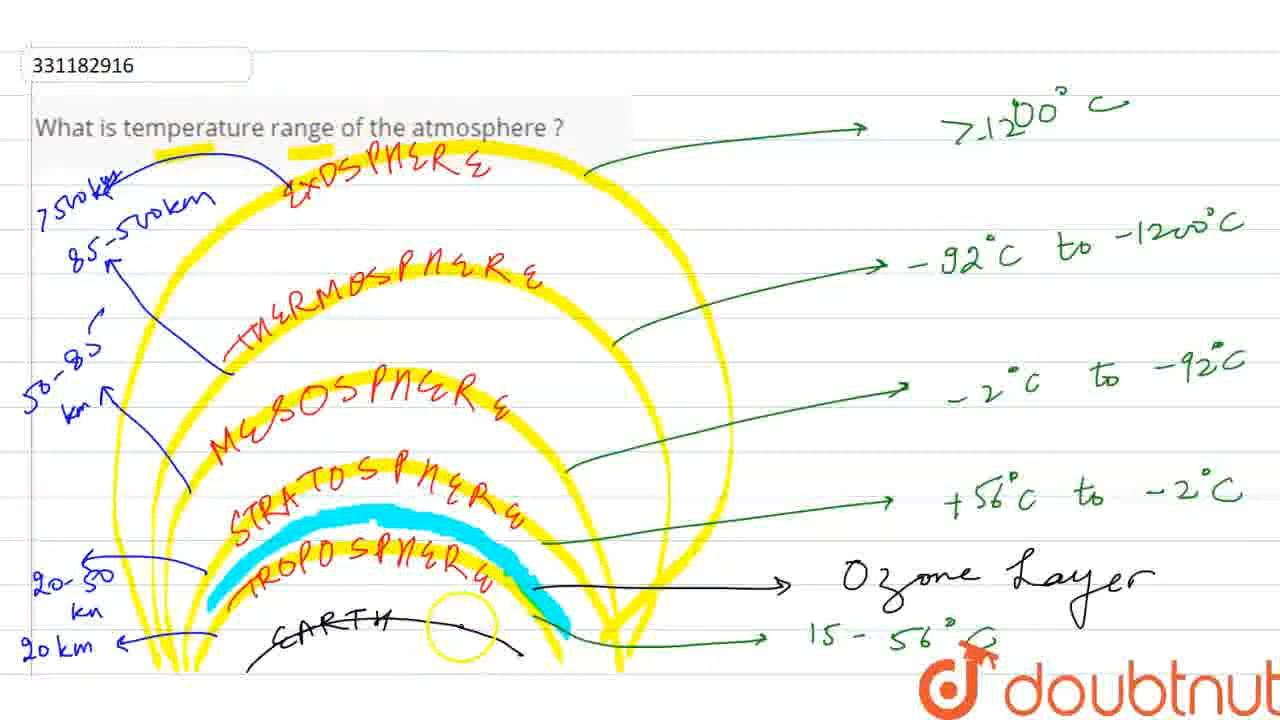 331182916
What is temperature range of the atmosphere ?
>1200°C
EXOSPHERE
>500km
85-500km
-92°C to -1200°C
THERMOSPHERE
50-85
km
-2°C to -92°C
MESOSPHERE
+56°C to -2°C
STRATOSPHERE
20-50
km
Ozone Layer
TROPOSPHERE
15-56°C
EARTH
20km
doubtnut